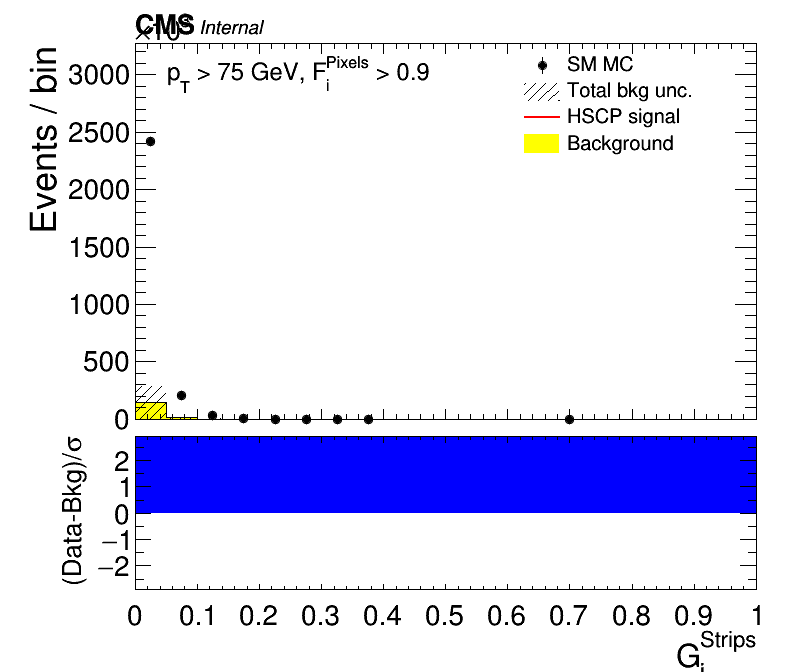 CMS Internal
×10³
p_T > 75 GeV, F_i^Pixels > 0.9
SM MC
Total bkg unc.
HSCP signal
Background
Events / bin
3000
2500
2000
1500
1000
500
0
(Data-Bkg)/σ
2
1
0
−1
−2
0 0.1 0.2 0.3 0.4 0.5 0.6 0.7 0.8 0.9 1
G_i^Strips